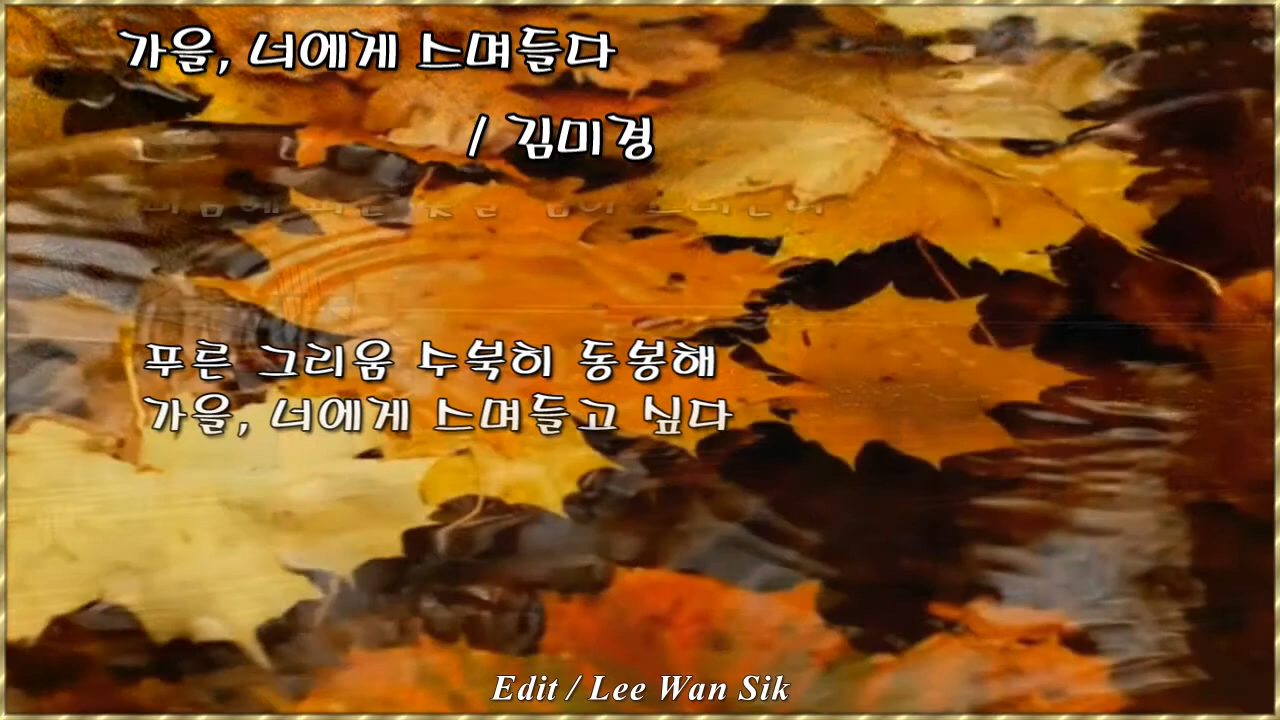 가을, 너에게 스며들다
/ 김미경
푸른 그리움 수북히 동봉해
가을, 너에게 스며들고 싶다
Edit / Lee Wan Sik